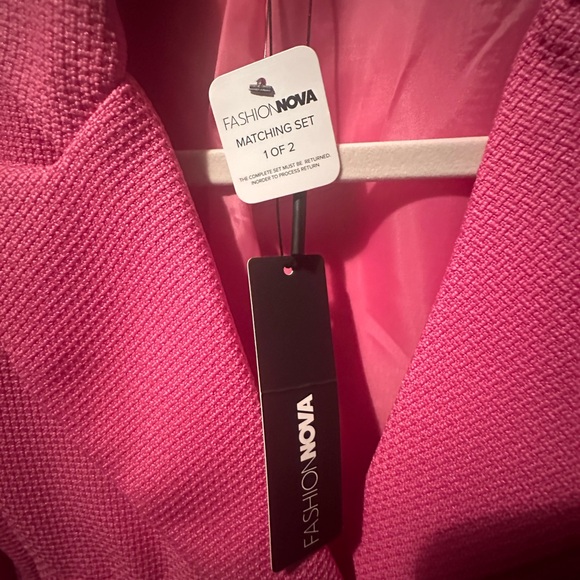 FASHIONNOVA
MATCHING SET
1 OF 2
THE COMPLETE SET MUST BE RETURNED,
INORDER TO PROCESS RETURN.
FASHIONNOVA